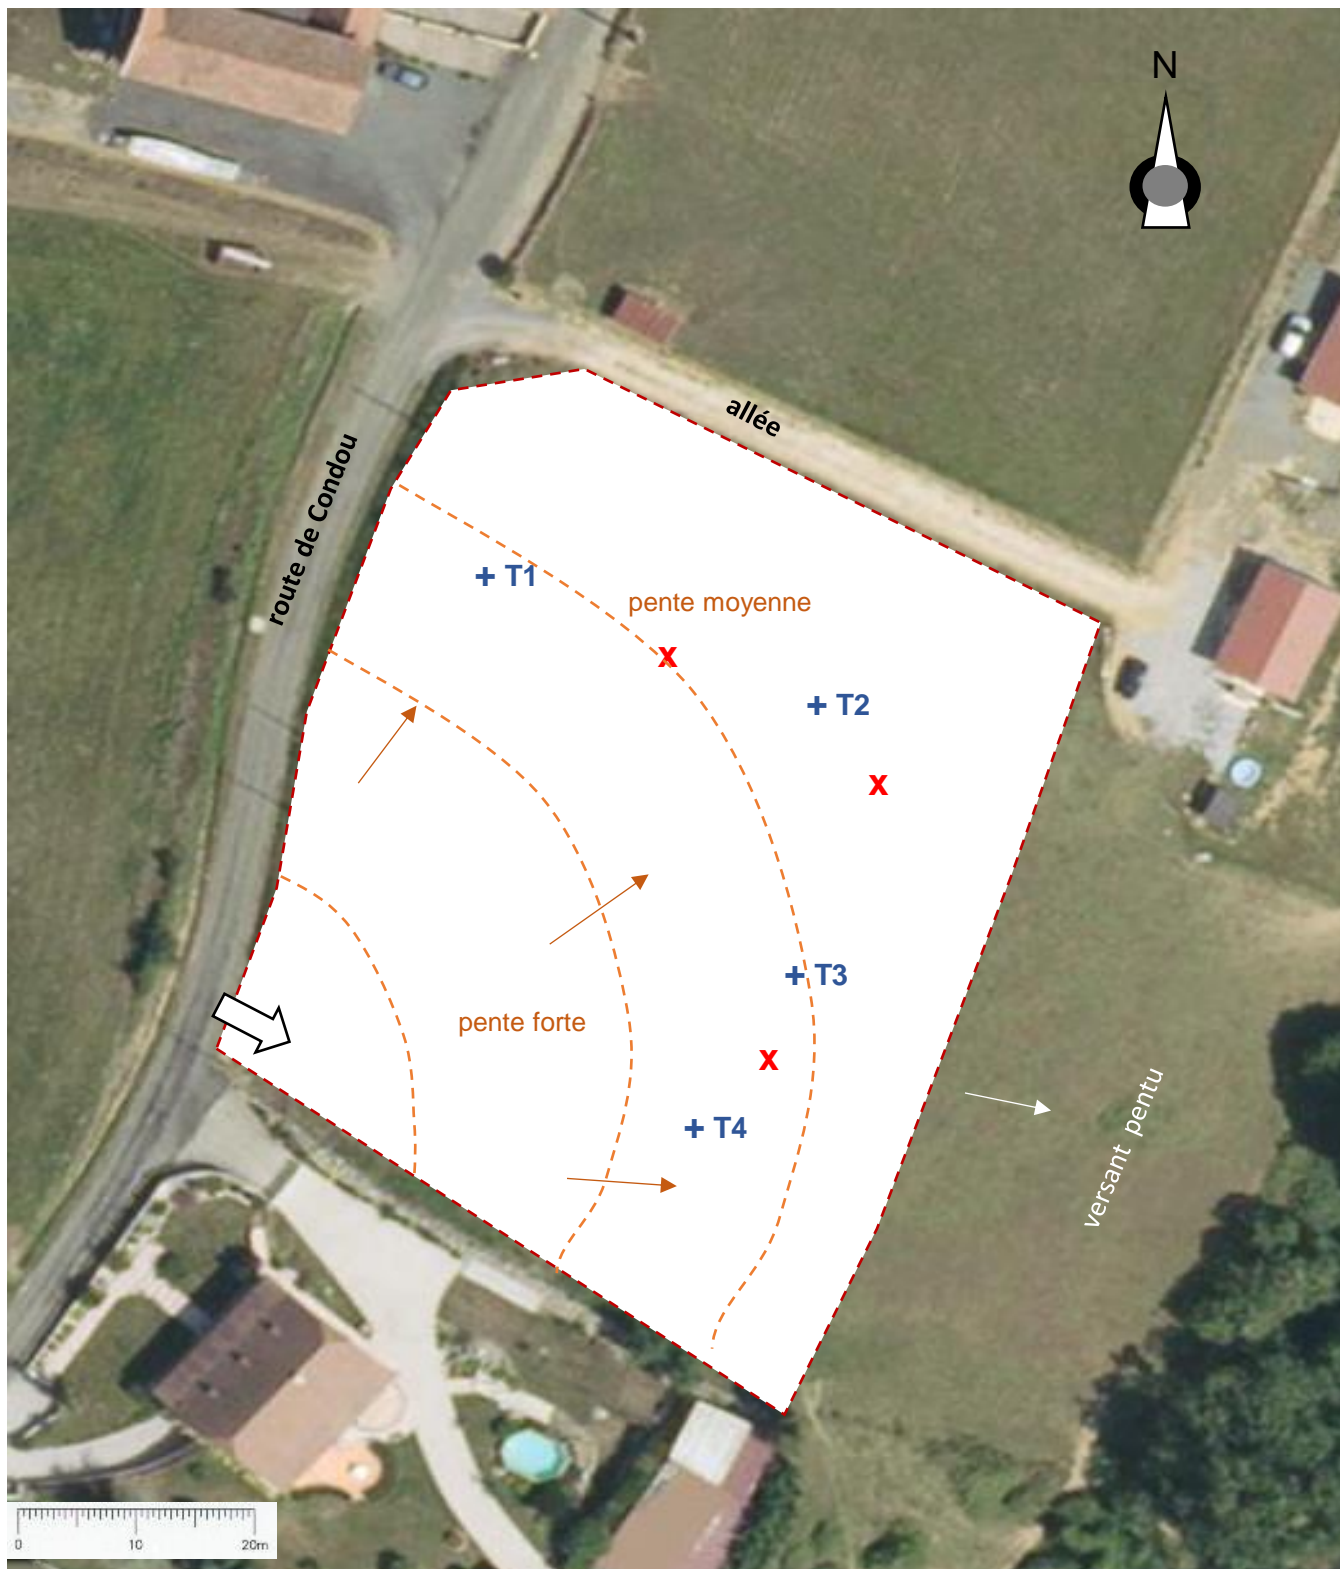 N
allée
route de Condou
+ T1
pente moyenne
x
+ T2
x
+ T3
pente forte
x
+ T4
versant pentu
0 10 20m